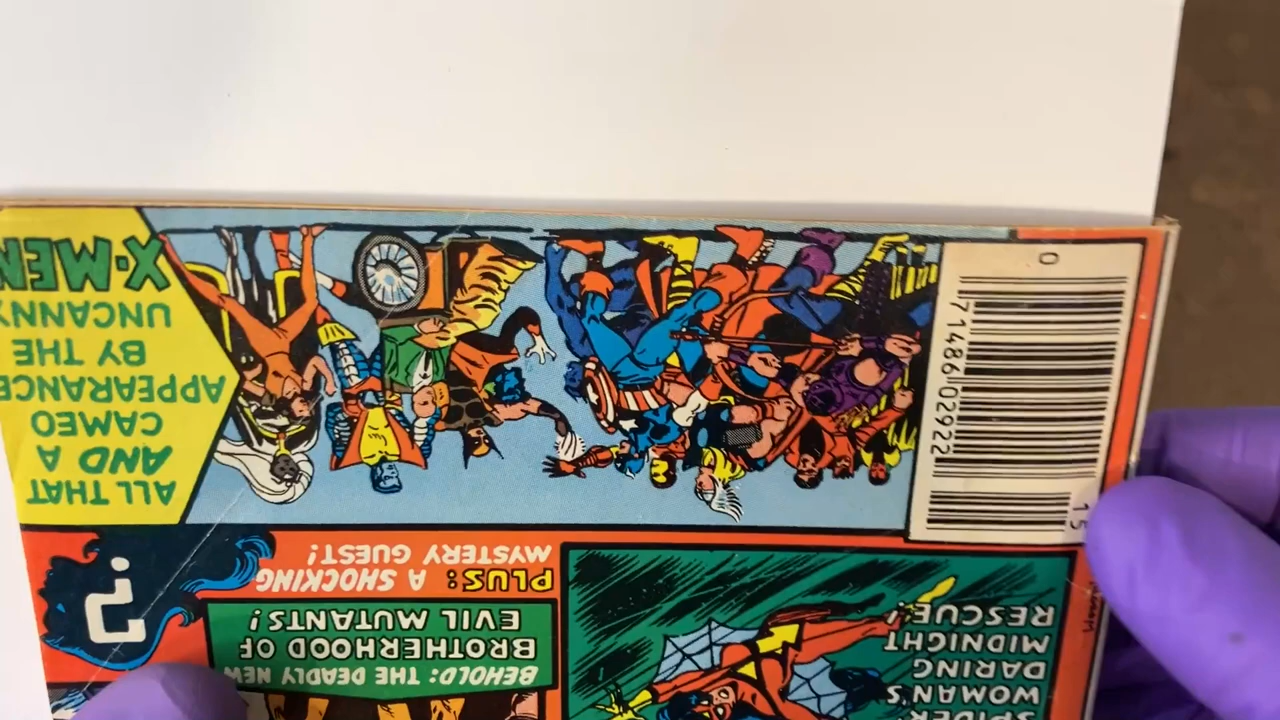 SPIDER-
WOMAN'S
DARING
MIDNIGHT
RESCUE!
BEHOLD: THE DEADLY NEW
BROTHERHOOD OF
EVIL MUTANTS!
PLUS: A SHOCKING
MYSTERY GUEST!
?
ALL THAT
AND A
CAMEO
APPEARANCE
BY THE
UNCANNY
X-MEN
15
0
71486 02922